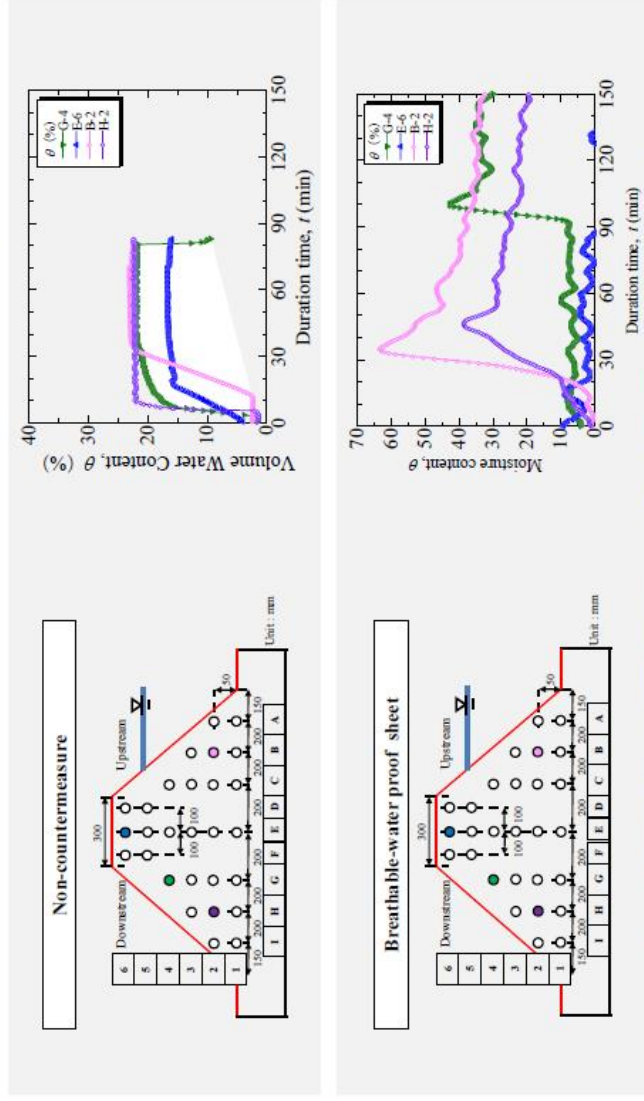 Non-countermeasure
Downstream
Upstream
300
6
5
4
3
2
1
100
100
50
150
200
200
200
200
200
200
200
200
150
I
H
G
F
E
D
C
B
A
Unit : mm
Volume Water Content, θ (%)
40
30
20
10
0
0
30
60
90
120
150
Duration time, t (min)
θ (%)
G-4
E-6
B-2
H-2
Breathable-water proof sheet
Downstream
Upstream
300
6
5
4
3
2
1
100
100
50
150
200
200
200
200
200
200
200
200
150
I
H
G
F
E
D
C
B
A
Unit : mm
Moisture content, θ
70
60
50
40
30
20
10
0
0
30
60
90
120
150
Duration time, t (min)
θ (%)
G-4
E-6
B-2
H-2